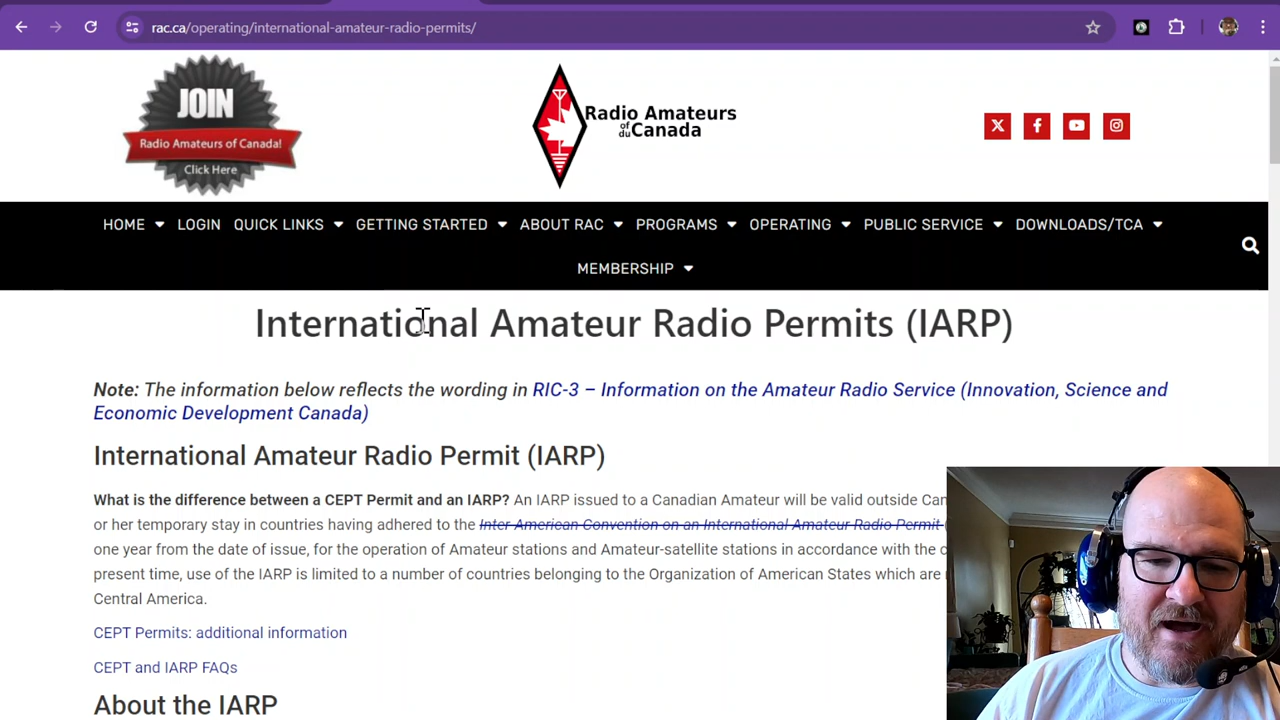 rac.ca/operating/international-amateur-radio-permits/
JOIN
Radio Amateurs of Canada!
Click Here
Radio Amateurs
of
du Canada
HOME LOGIN QUICK LINKS GETTING STARTED ABOUT RAC PROGRAMS OPERATING PUBLIC SERVICE DOWNLOADS/TCA
MEMBERSHIP
International Amateur Radio Permits (IARP)
Note: The information below reflects the wording in RIC-3 – Information on the Amateur Radio Service (Innovation, Science and
Economic Development Canada)
International Amateur Radio Permit (IARP)
What is the difference between a CEPT Permit and an IARP? An IARP issued to a Canadian Amateur will be valid outside
or her temporary stay in countries having adhered to the Inter-American Convention on an International Amateur Radio Permit
one year from the date of issue, for the operation of Amateur stations and Amateur-satellite stations in accordance with the
present time, use of the IARP is limited to a number of countries belonging to the Organization of American States which are
Central America.
CEPT Permits: additional information
CEPT and IARP FAQs
About the IARP